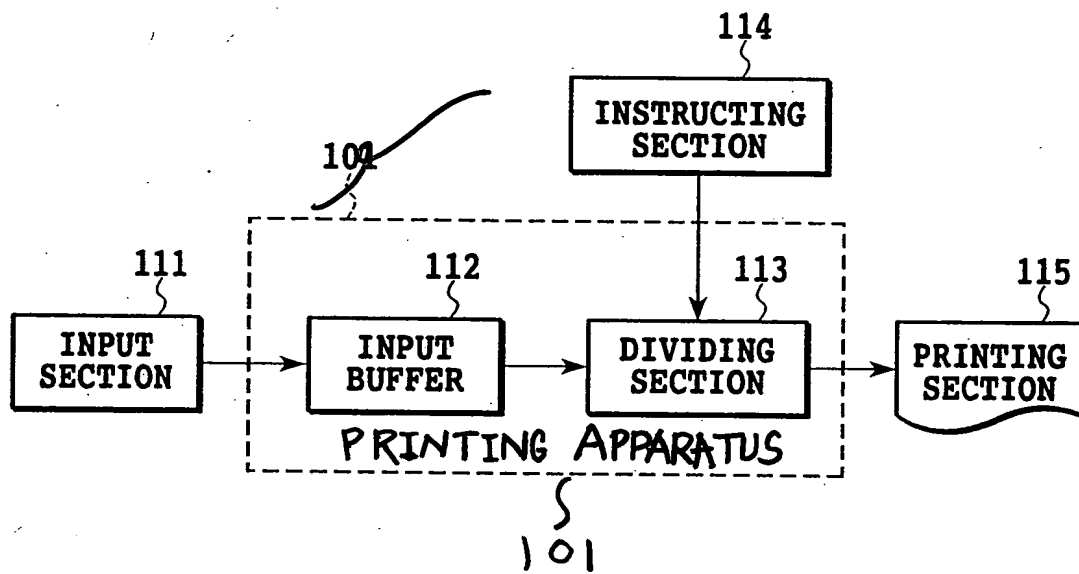 114
INSTRUCTING
SECTION
101
111
112
113
115
INPUT
SECTION
INPUT
BUFFER
DIVIDING
SECTION
PRINTING
SECTION
PRINTING APPARATUS
101